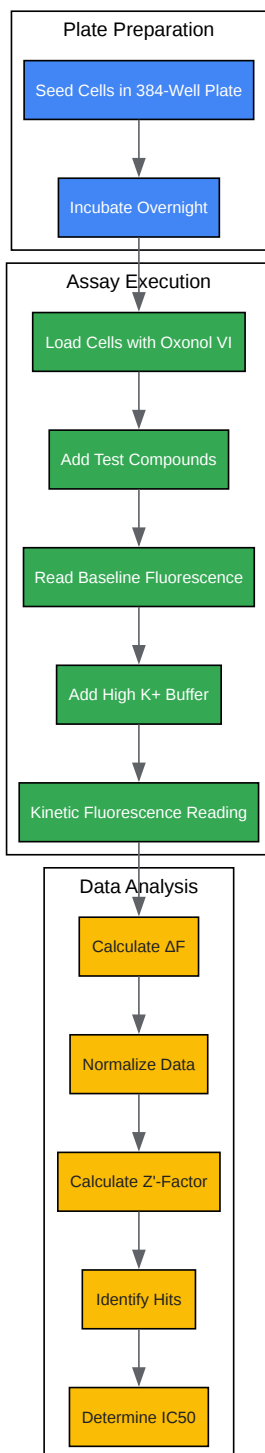 Plate Preparation
Seed Cells in 384-Well Plate
Incubate Overnight
Assay Execution
Load Cells with Oxonol VI
Add Test Compounds
Read Baseline Fluorescence
Add High K+ Buffer
Kinetic Fluorescence Reading
Data Analysis
Calculate ΔF
Normalize Data
Calculate Z'-Factor
Identify Hits
Determine IC50